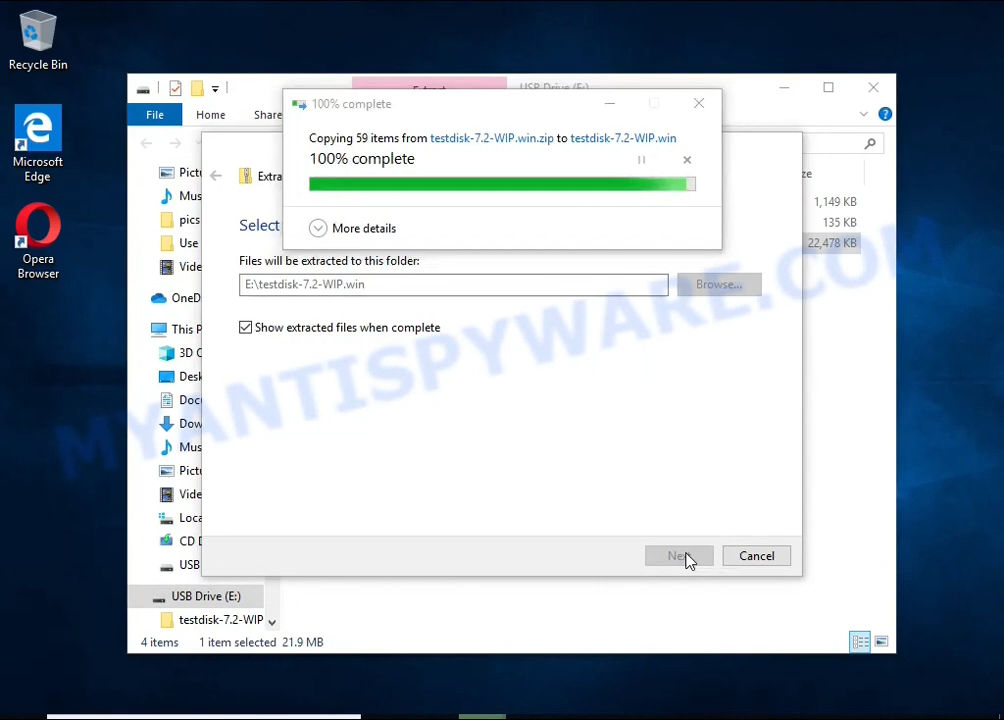 Recycle Bin
Microsoft
Edge
Opera
Browser
USB Drive (E:)
File
Home
Share
100% complete
Copying 59 items from testdisk-7.2-WIP.win.zip to testdisk-7.2-WIP.win
100% complete
More details
Extra
Select
Files will be extracted to this folder:
E:\testdisk-7.2-WIP.win
Browse...
Show extracted files when complete
Next
Cancel
1,149 KB
135 KB
22,478 KB
Pictu
Mus
pics
Use
Vide
OneD
This P
3D O
Desk
Docu
Dow
Mus
Pictu
Vide
Loca
CD D
USB
USB Drive (E:)
testdisk-7.2-WIP
4 items
1 item selected 21.9 MB
MYANTISPYWARE.COM